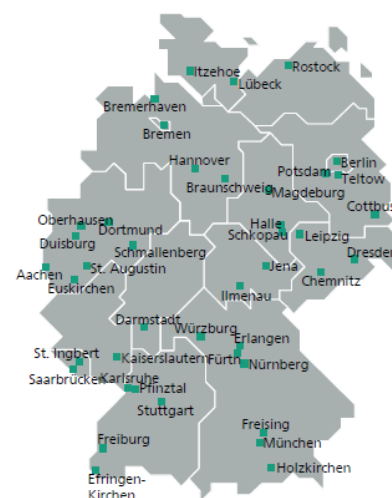 Itzehoe
Rostock
Lübeck
Bremerhaven
Bremen
Hannover
Berlin
Potsdam
Teltow
Braunschweig
Magdeburg
Cottbus
Oberhausen
Dortmund
Halle
Schkopau
Leipzig
Duisburg
Schmallenberg
Dresden
Aachen
St. Augustin
Jena
Chemnitz
Euskirchen
Ilmenau
Darmstadt
Würzburg
Erlangen
St. Ingbert
Kaiserslautern
Fürth
Nürnberg
Saarbrücken
Karlsruhe
Pfinztal
Stuttgart
Freising
Freiburg
München
Holzkirchen
Efringen-
Kirchen